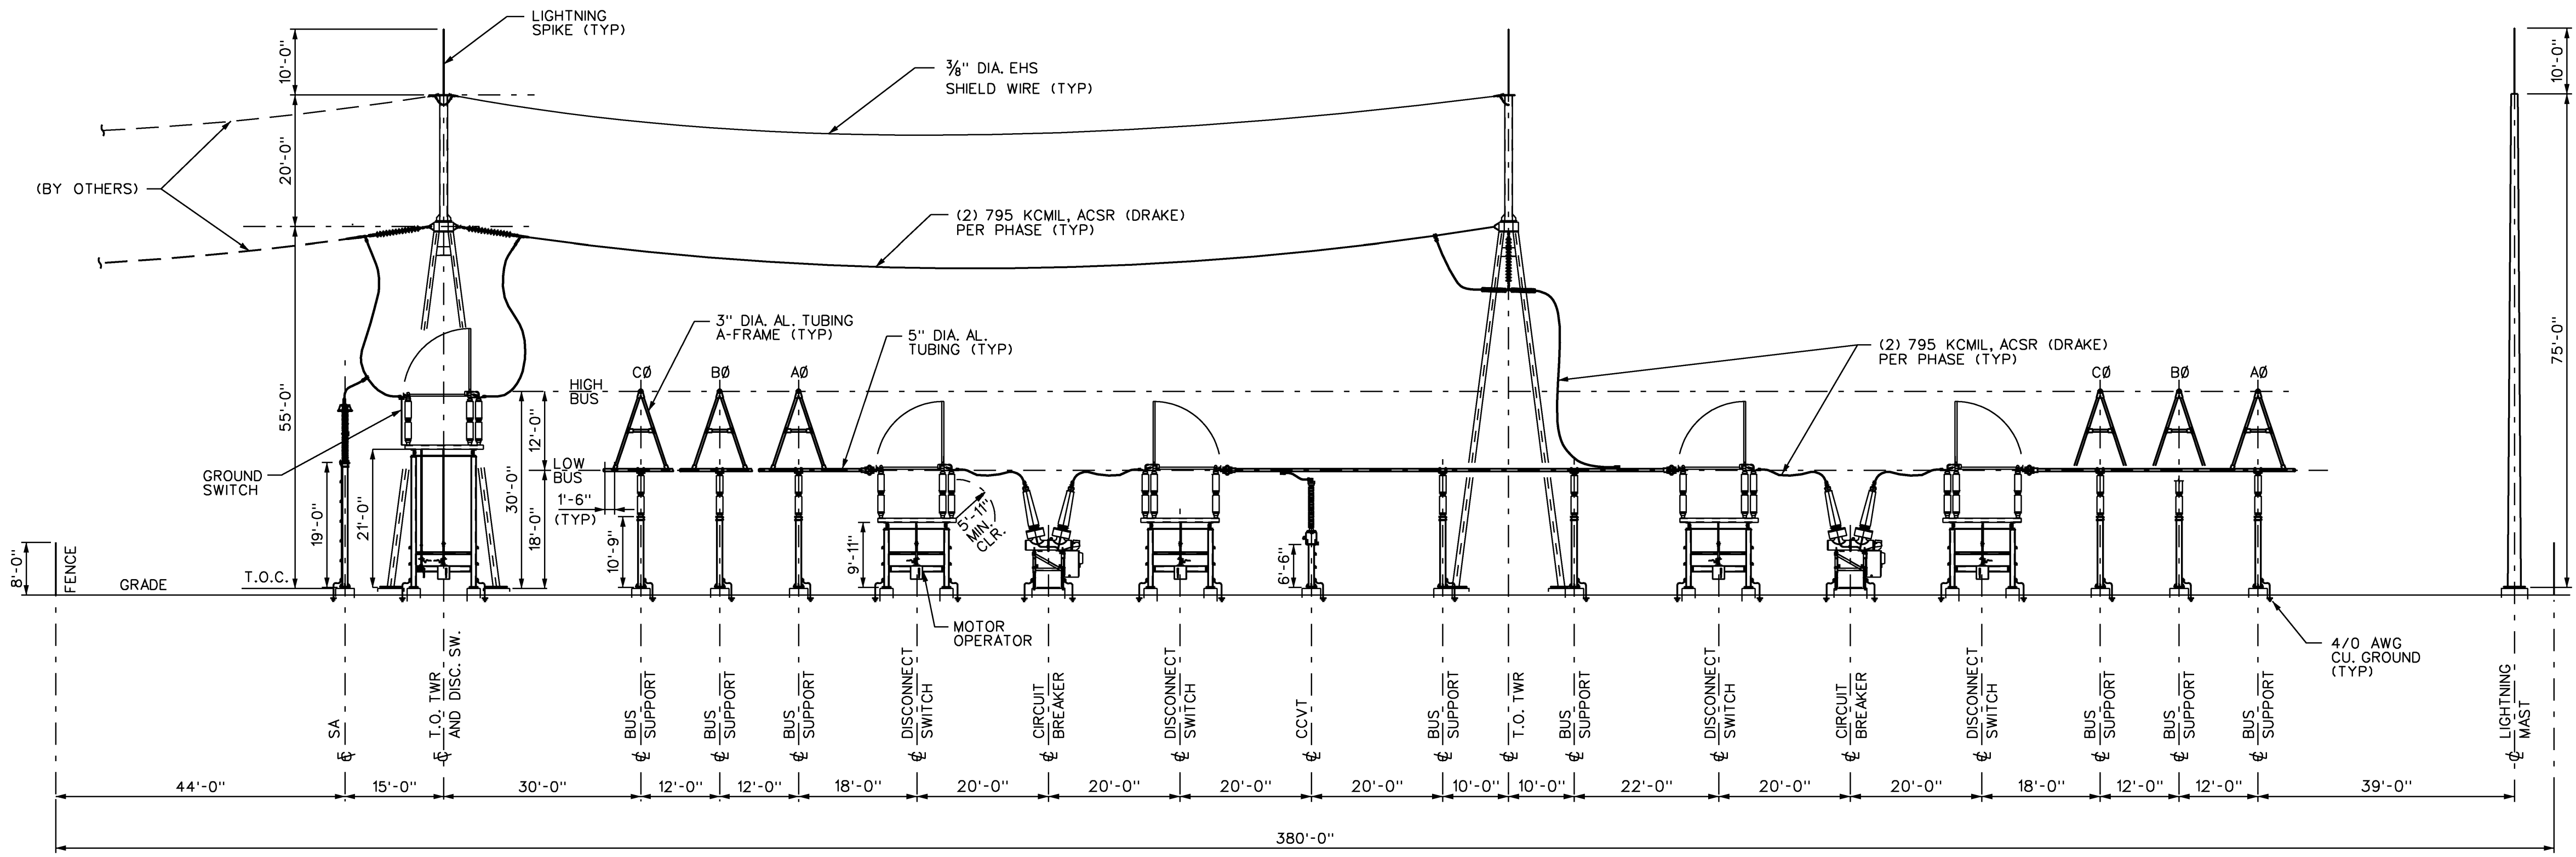 LIGHTNING
SPIKE (TYP)
10'-0"
10'-0"
3/8" DIA. EHS
SHIELD WIRE (TYP)
20'-0"
(BY OTHERS)
(2) 795 KCMIL, ACSR (DRAKE)
PER PHASE (TYP)
55'-0"
75'-0"
3" DIA. AL. TUBING
A-FRAME (TYP)
5" DIA. AL.
TUBING (TYP)
(2) 795 KCMIL, ACSR (DRAKE)
PER PHASE (TYP)
HIGH
BUS
CØ
BØ
AØ
CØ
BØ
AØ
12'-0"
LOW
BUS
GROUND
SWITCH
30'-0"
18'-0"
19'-0"
21'-0"
1'-6"
(TYP)
10'-9"
9'-11"
5'-11"
MIN.
CLR.
6'-6"
8'-0"
FENCE
GRADE
T.O.C.
MOTOR
OPERATOR
4/0 AWG
CU. GROUND
(TYP)
℄ SA
℄ T.O. TWR
AND DISC. SW.
℄ BUS
SUPPORT
℄ BUS
SUPPORT
℄ BUS
SUPPORT
℄ DISCONNECT
SWITCH
℄ CIRCUIT
BREAKER
℄ DISCONNECT
SWITCH
℄ CCVT
℄ BUS
SUPPORT
℄ T.O. TWR
℄ BUS
SUPPORT
℄ DISCONNECT
SWITCH
℄ CIRCUIT
BREAKER
℄ DISCONNECT
SWITCH
℄ BUS
SUPPORT
℄ BUS
SUPPORT
℄ BUS
SUPPORT
℄ LIGHTNING
MAST
44'-0" 15'-0" 30'-0" 12'-0" 12'-0" 18'-0" 20'-0" 20'-0" 20'-0" 20'-0" 10'-0" 10'-0" 22'-0" 20'-0" 20'-0" 18'-0" 12'-0" 12'-0" 39'-0"
380'-0"